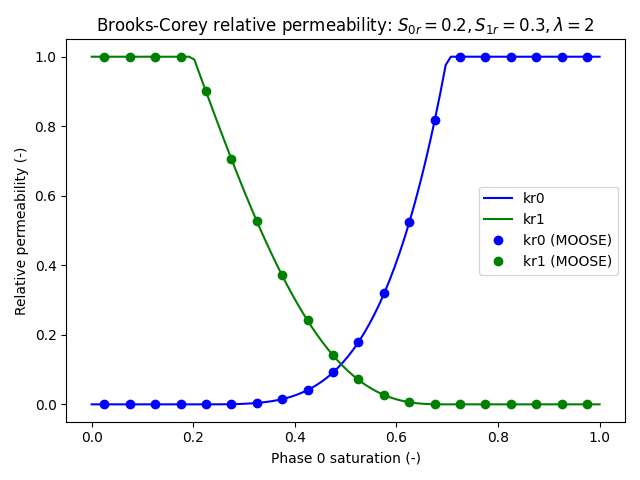 Brooks-Corey relative permeability: $S_{0r} = 0.2, S_{1r} = 0.3, \lambda = 2$
1.0
0.8
0.6
0.4
0.2
0.0
Relative permeability (-)
kr0
kr1
kr0 (MOOSE)
kr1 (MOOSE)
0.0 0.2 0.4 0.6 0.8 1.0
Phase 0 saturation (-)